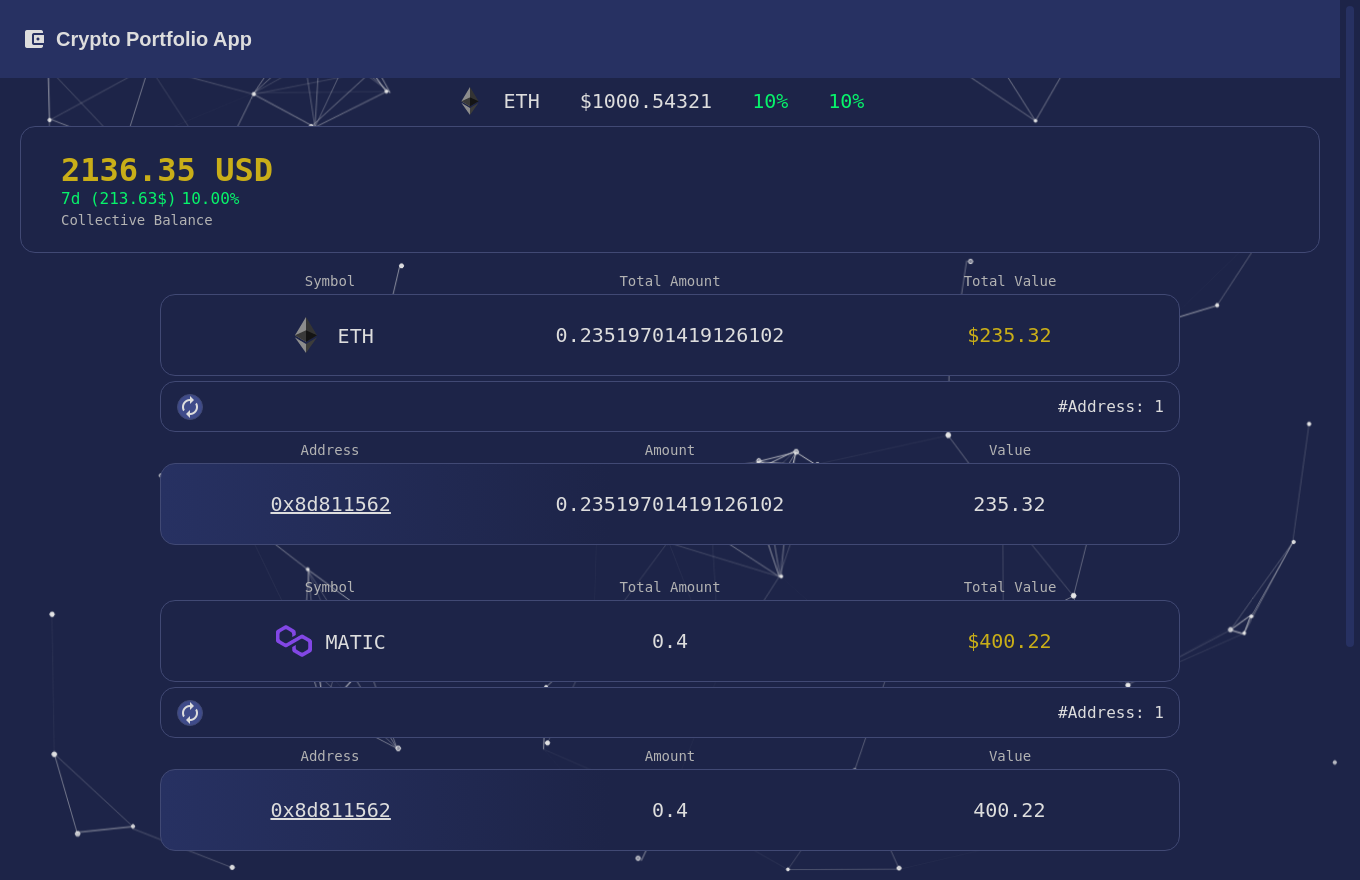 Crypto Portfolio App
ETH $1000.54321 10% 10%
2136.35 USD
7d (213.63$) 10.00%
Collective Balance
Symbol Total Amount Total Value
ETH 0.23519701419126102 $235.32
#Address: 1
Address Amount Value
0x8d811562 0.23519701419126102 235.32
Symbol Total Amount Total Value
MATIC 0.4 $400.22
#Address: 1
Address Amount Value
0x8d811562 0.4 400.22